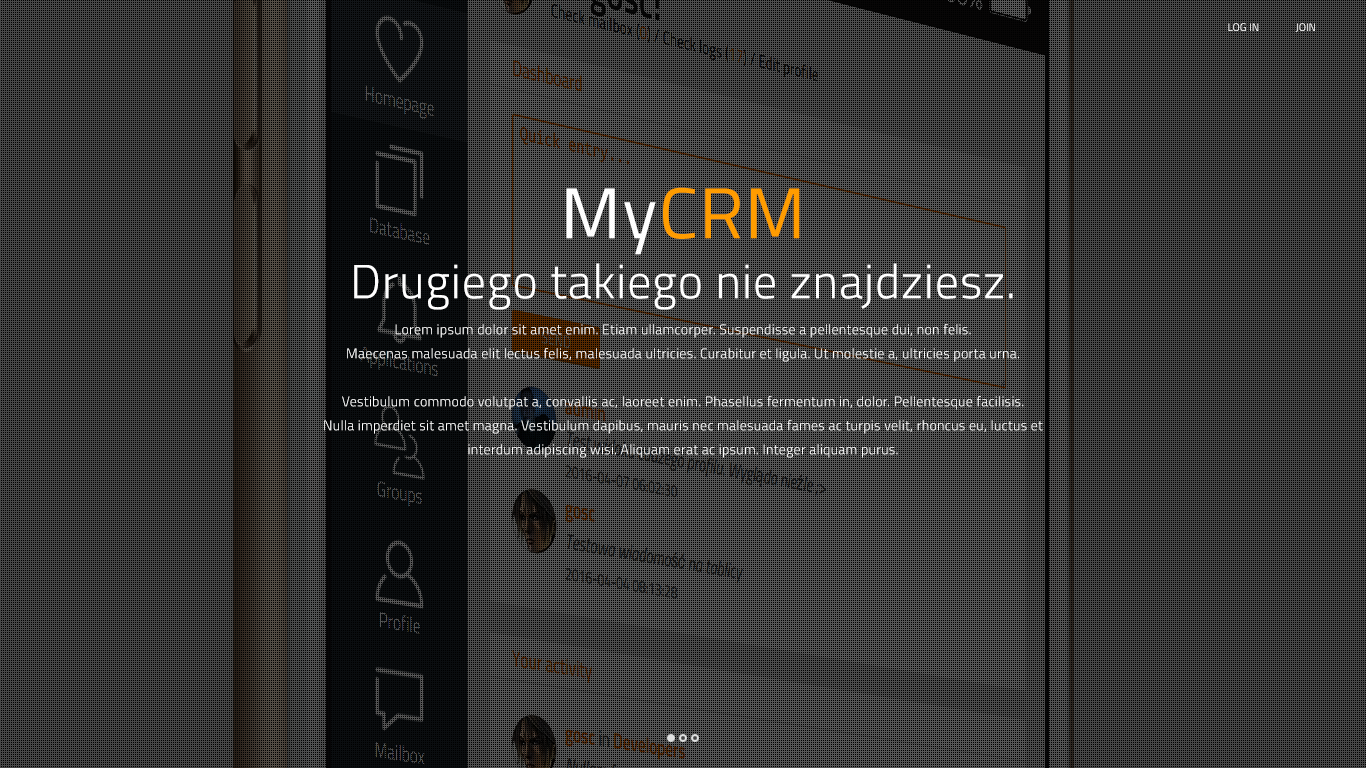 LOG IN
JOIN
gosc!
Check mailbox ( ) / Check logs ( ) / Edit profile
Homepage
Dashboard
Quick entry...
Database
MyCRM
Drugiego takiego nie znajdziesz.
Lorem ipsum dolor sit amet enim. Etiam ullamcorper. Suspendisse a pellentesque dui, non felis.
Maecenas malesuada elit lectus felis, malesuada ultricies. Curabitur et ligula. Ut molestie a, ultricies porta urna.
Applications
Vestibulum commodo volutpat a, convallis ac, laoreet enim. Phasellus fermentum in, dolor. Pellentesque facilisis.
Nulla imperdiet sit amet magna. Vestibulum dapibus, mauris nec malesuada fames ac turpis velit, rhoncus eu, luctus et
interdum adipiscing wisi. Aliquam erat ac ipsum. Integer aliquam purus.
admin
profilu. Wygląda nieźle ;>
2016-04-07 06:02:30
Groups
gosc
Testowa wiadomość na tablicy
2016-04-04 08:13:28
Profile
Your activity
gosc in Developers
Mailbox